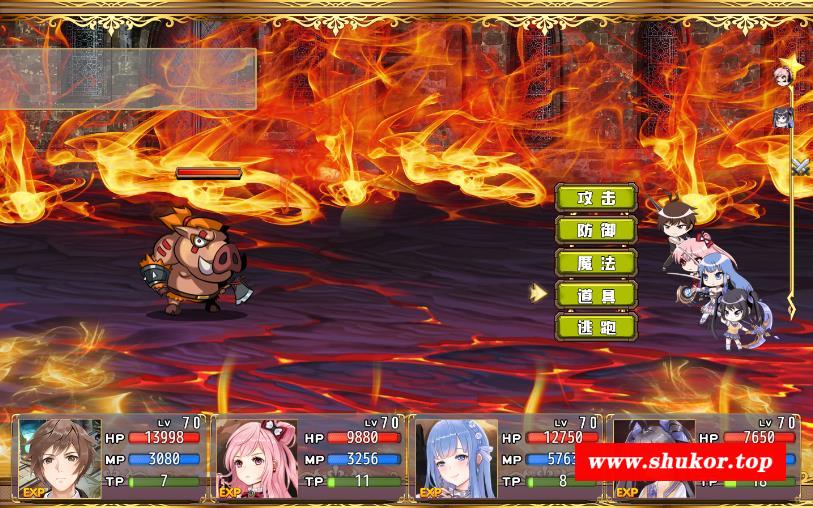 攻击
防御
魔法
道具
逃跑
LV 70
HP 13998
MP 3080
TP 7
EXP
LV 70
HP 9880
MP 3256
TP 11
EXP
LV 70
HP 12750
MP 5763
TP 8
EXP
LV 70
HP 7650
EXP
www.shukor.top